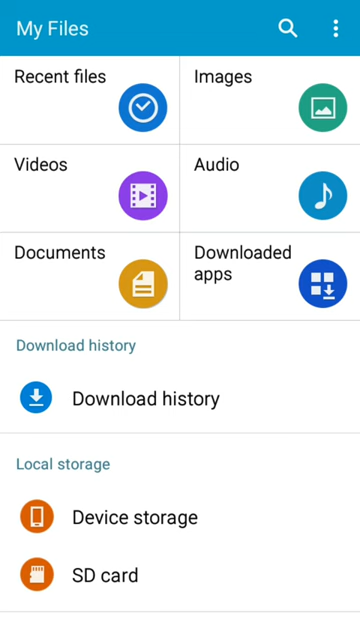 My Files
Recent files
Images
Videos
Audio
Documents
Downloaded
apps
Download history
Download history
Local storage
Device storage
SD card